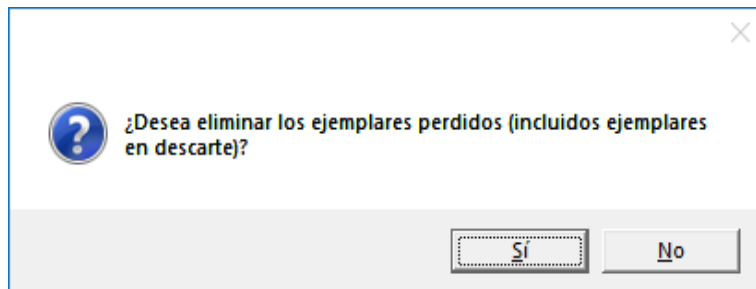 ¿Desea eliminar los ejemplares perdidos (incluidos ejemplares
en descarte)?
Sí
No